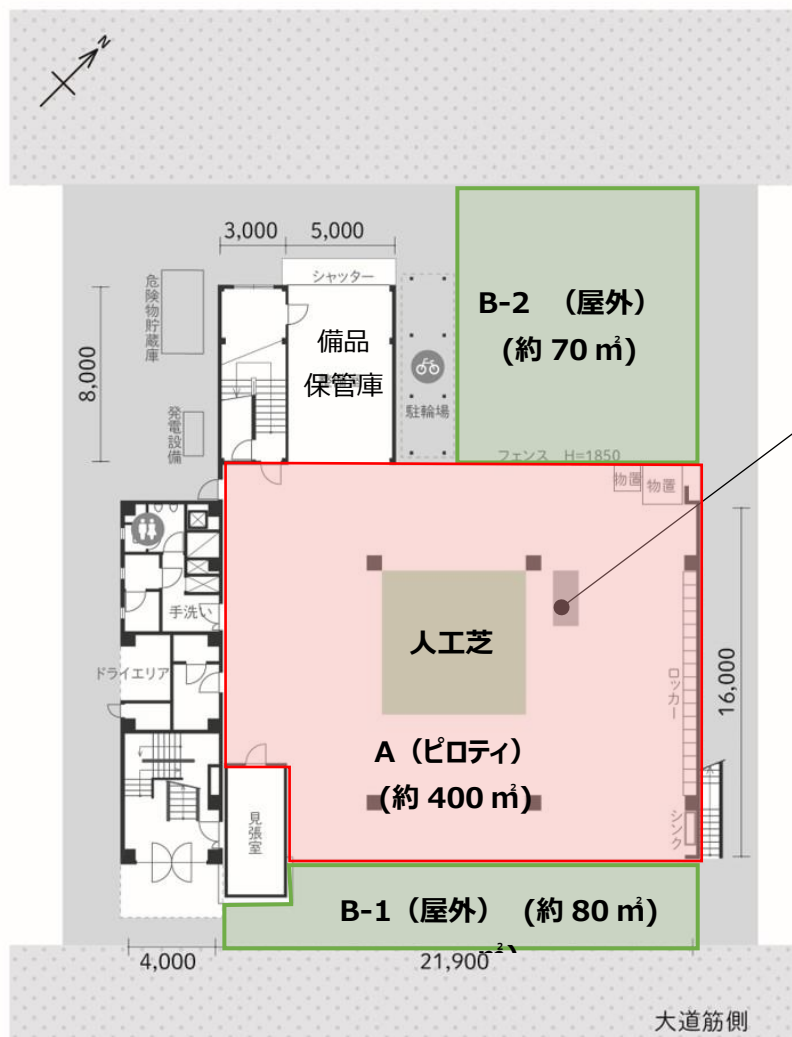 N
3,000 5,000
シャッター
危険物貯蔵庫
8,000
備品
保管庫
B-2 （屋外）
(約 70 ㎡)
駐輪場
発電設備
フェンス H=1850
物置
物置
手洗い
人工芝
ドライエリア
ロッカー
16,000
A（ピロティ）
(約 400 ㎡)
見張室
シンク
B-1（屋外） (約 80 ㎡)
4,000
21,900
大道筋側